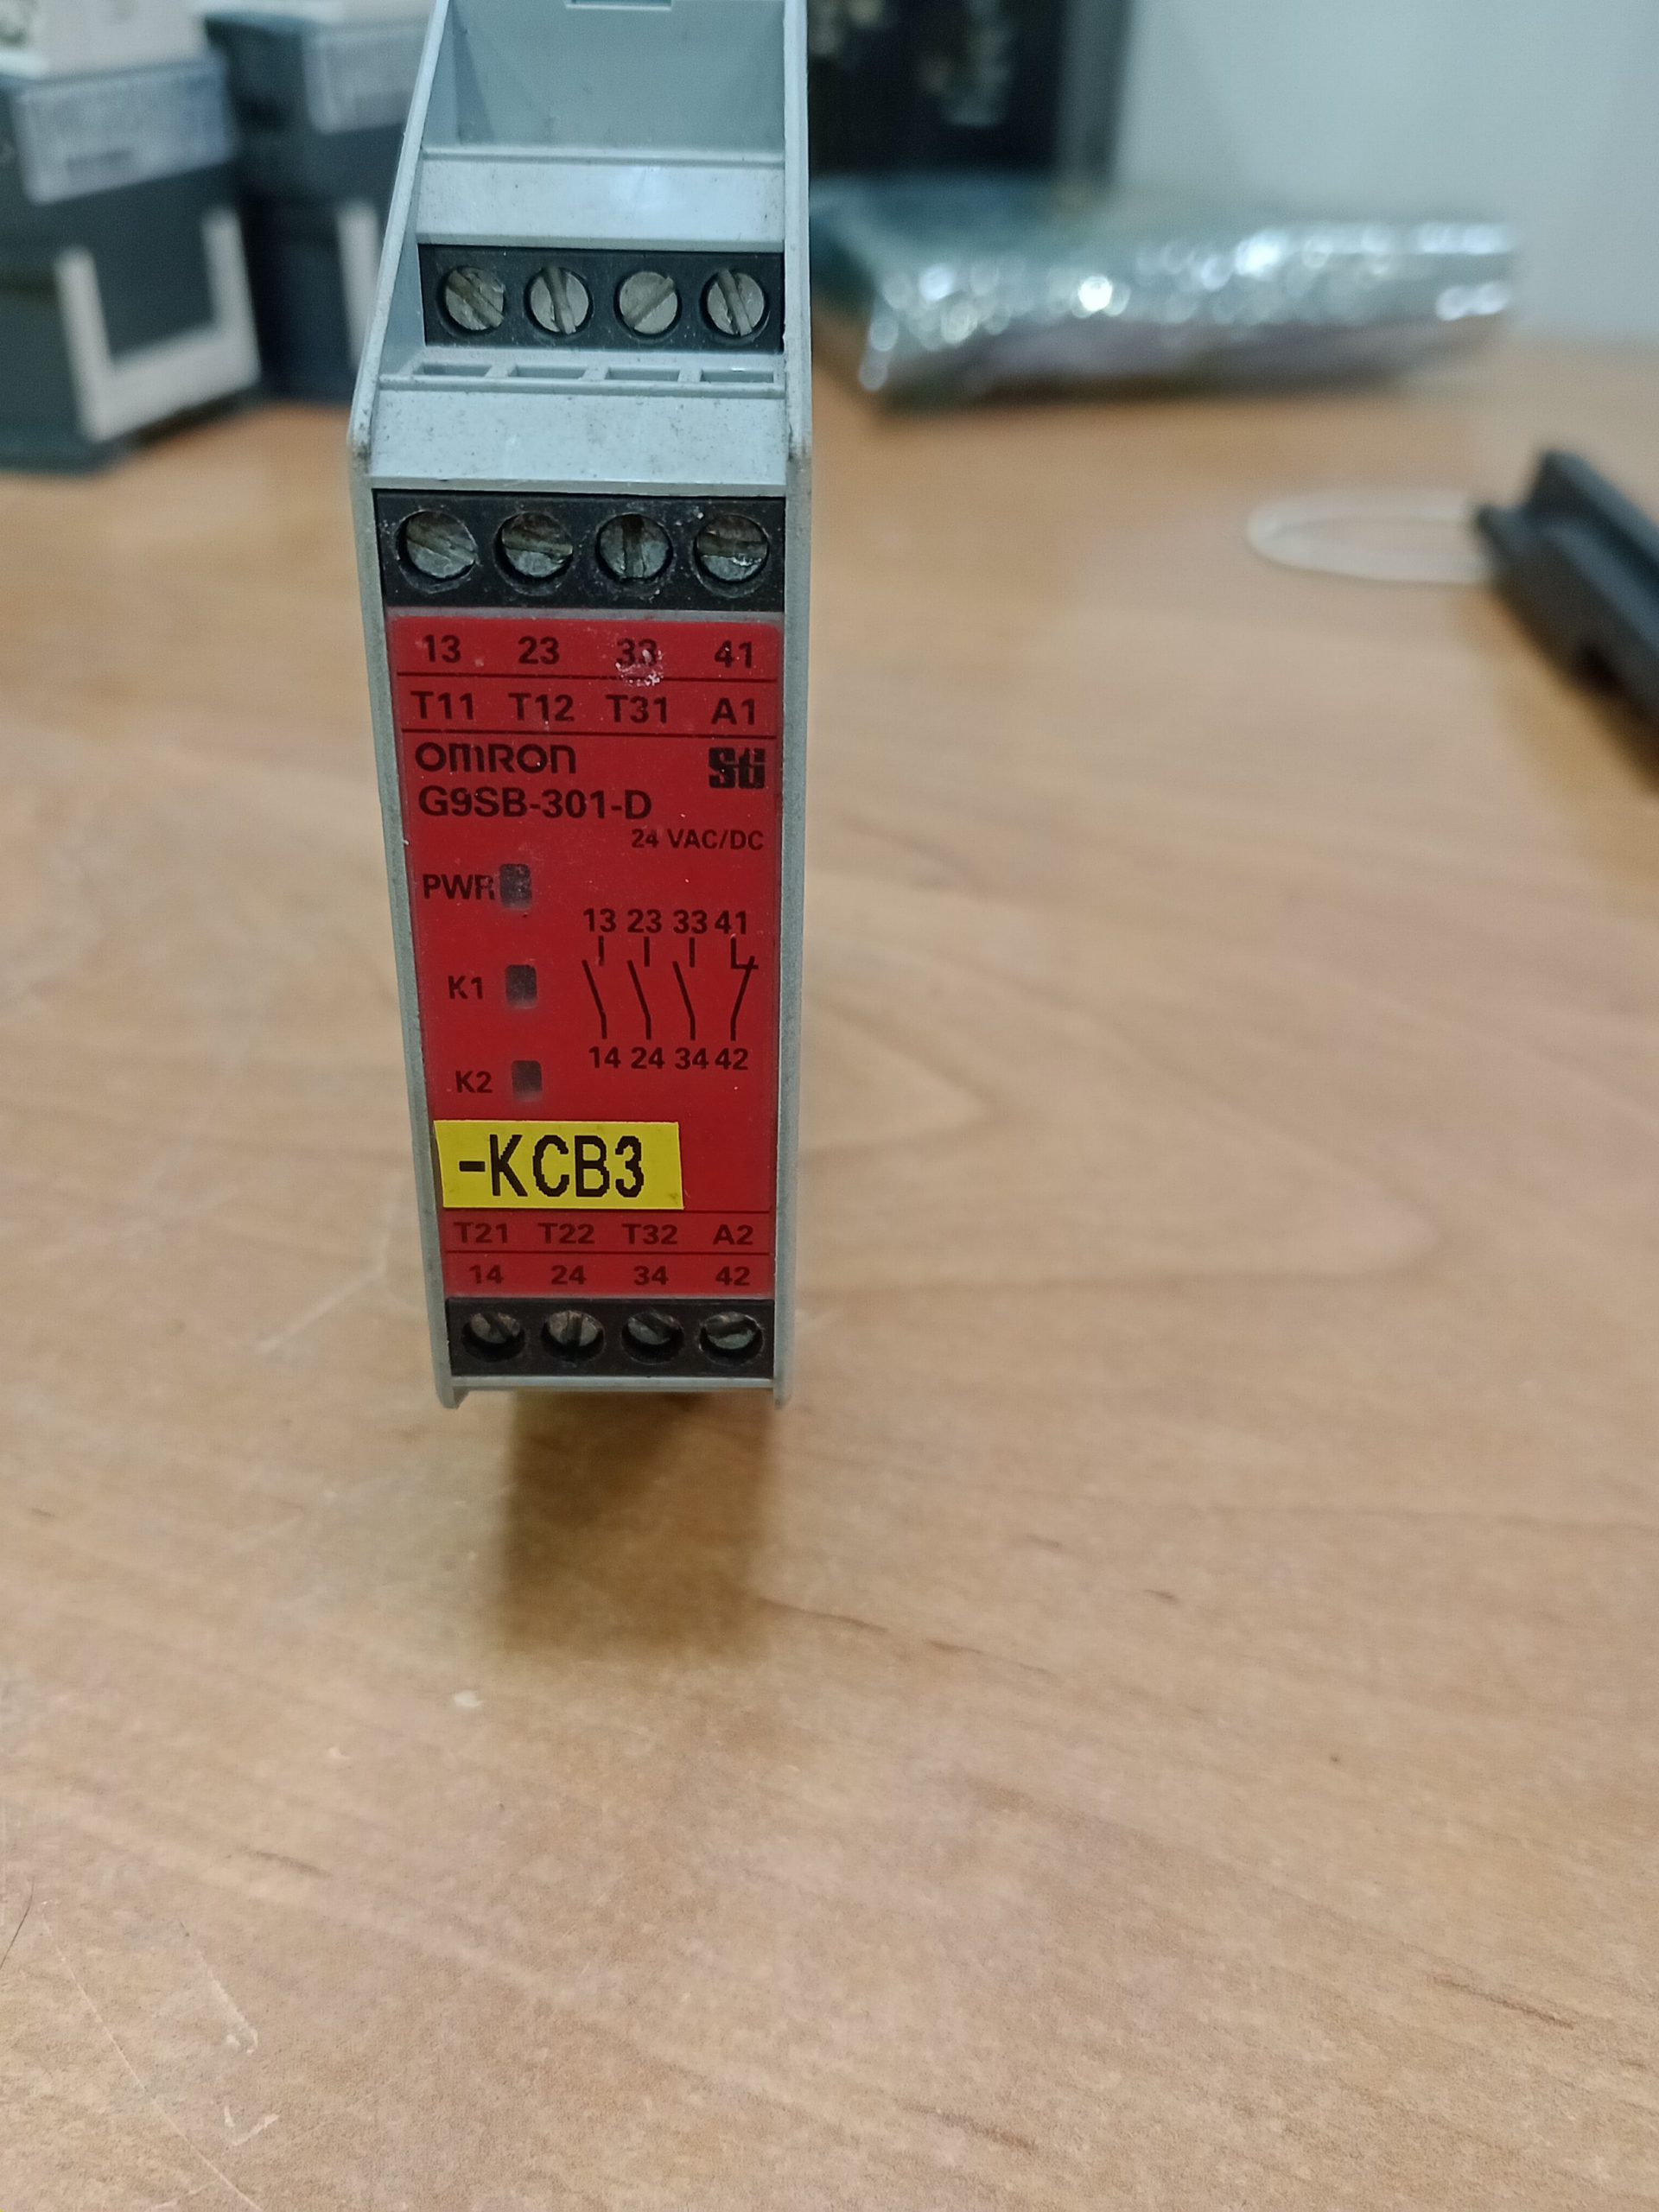 13 23 33 41
T11 T12 T31 A1
OMRON STI
G9SB-301-D
24 VAC/DC
PWR
13 23 33 41
K1
14 24 34 42
K2
-KCB3
T21 T22 T32 A2
14 24 34 42